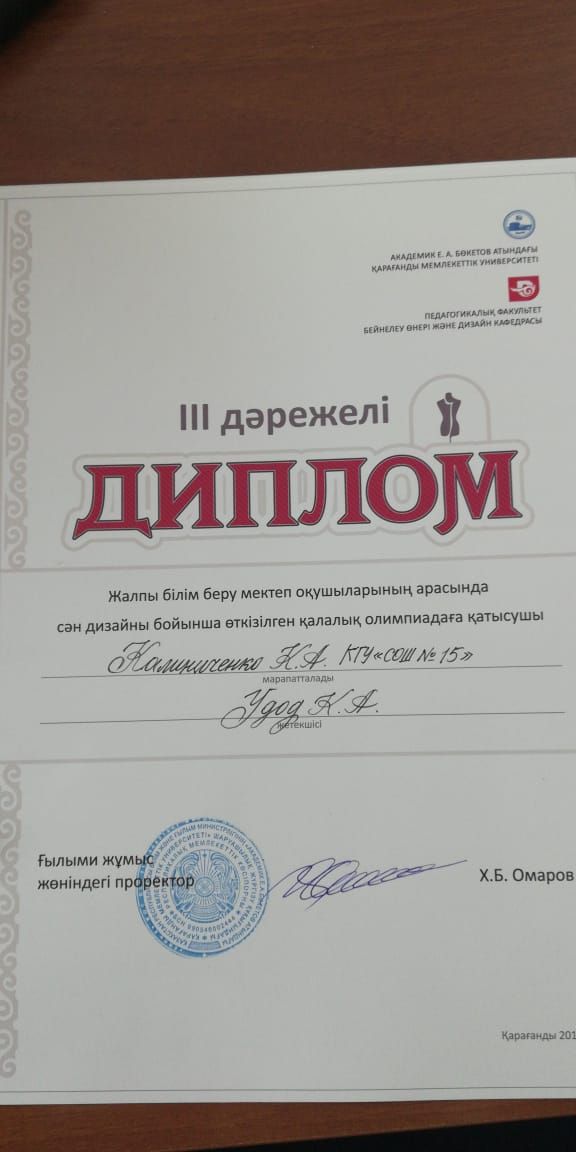 АКАДЕМИК Е. А. БӨКЕТОВ АТЫНДАҒЫ
ҚАРАҒАНДЫ МЕМЛЕКЕТТІК УНИВЕРСИТЕТІ
ПЕДАГОГИКАЛЫҚ ФАКУЛЬТЕТ
БЕЙНЕЛЕУ ӨНЕРІ ЖӘНЕ ДИЗАЙН КАФЕДРАСЫ
III дәрежелі
ДИПЛОМ
Жалпы білім беру мектеп оқушыларының арасында
сән дизайны бойынша өткізілген қалалық олимпиадаға қатысушы
Калиниченко К.А. КГУ «СОШ № 15»
марапатталады
Удод К.А.
жетекшісі
Ғылыми жұмыс
жөніндегі проректор
Х.Б. Омаров
Қарағанды 201